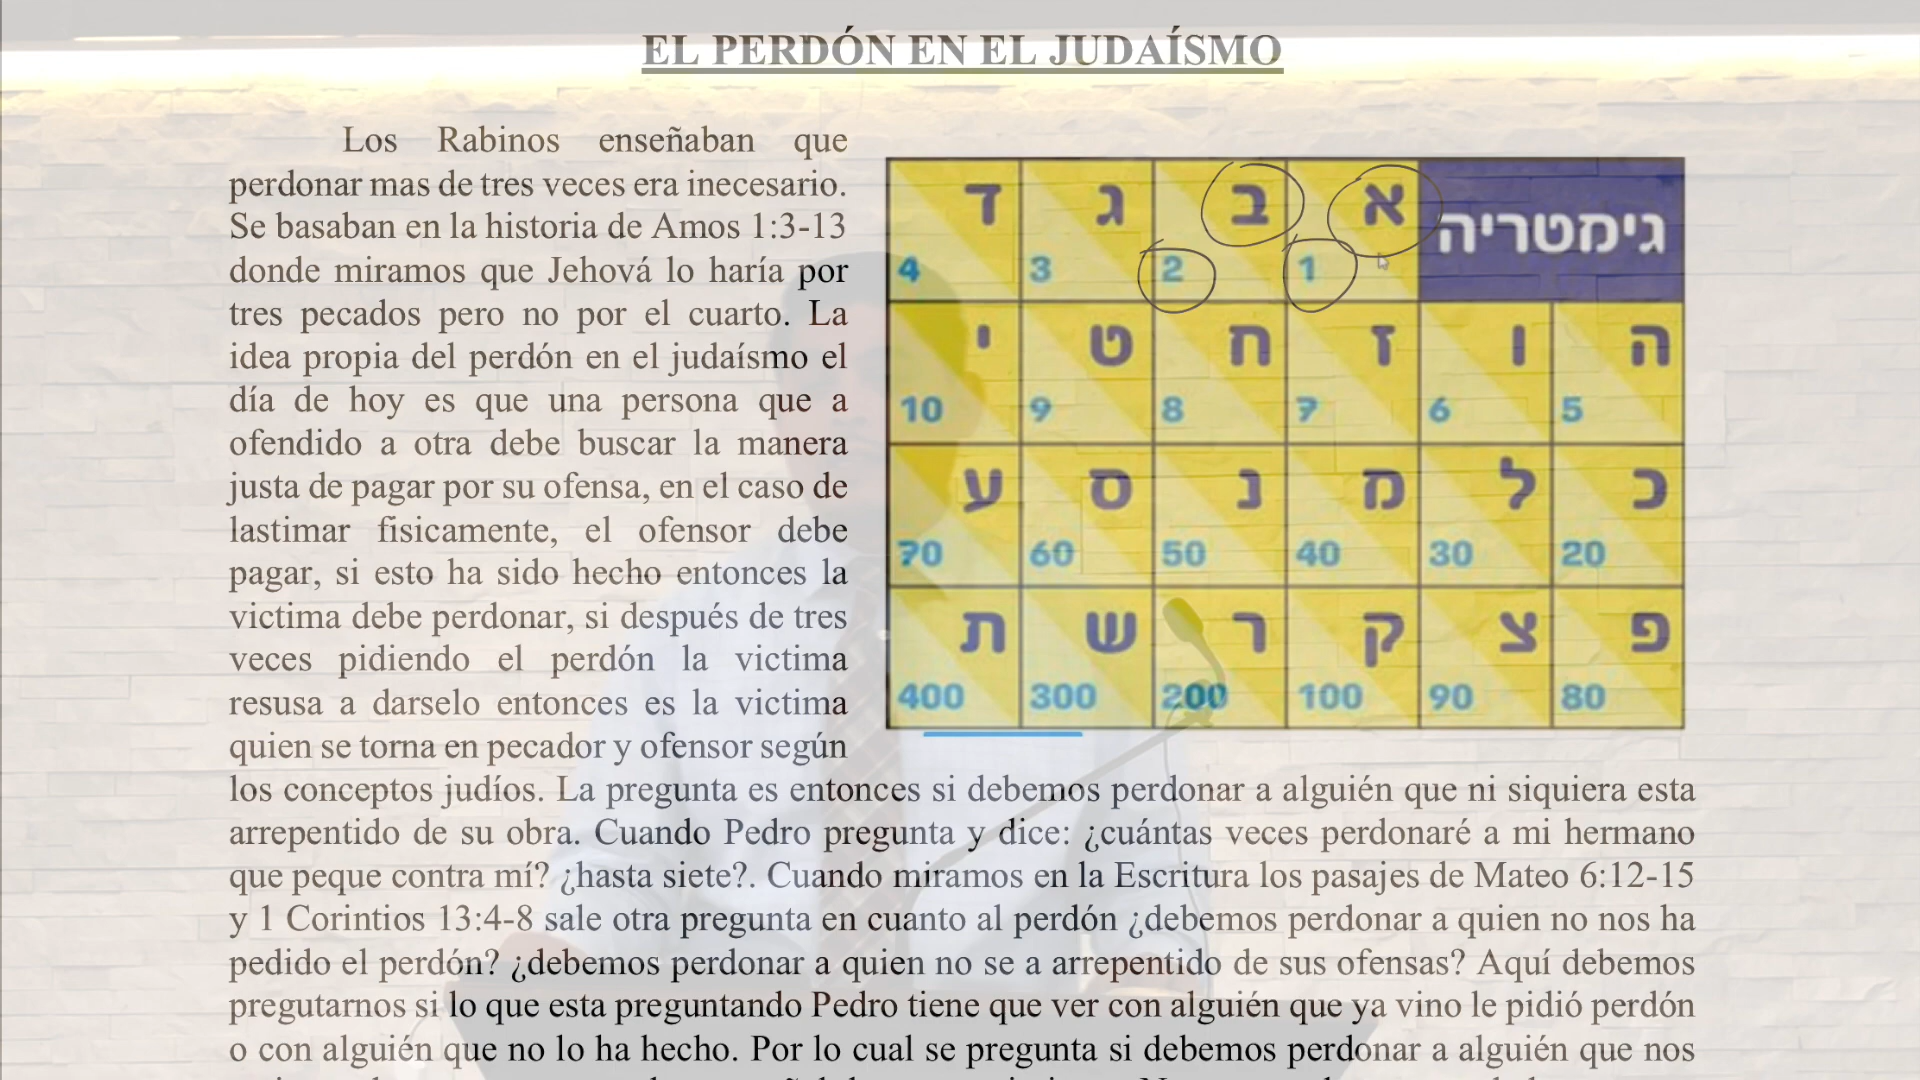 EL PERDÓN EN EL JUDAÍSMO
Los Rabinos enseñaban que
perdonar mas de tres veces era inecesario.
Se basaban en la historia de Amos 1:3-13
donde miramos que Jehová lo haría por
tres pecados pero no por el cuarto. La
idea propia del perdón en el judaísmo el
día de hoy es que una persona que a
ofendido a otra debe buscar la manera
justa de pagar por su ofensa, en el caso de
lastimar fisicamente, el ofensor debe
pagar, si esto ha sido hecho entonces la
victima debe perdonar, si después de tres
veces pidiendo el perdón la victima
resusa a darselo entonces es la victima
quien se torna en pecador y ofensor según
los conceptos judíos. La pregunta es entonces si debemos perdonar a alguién que ni siquiera esta
arrepentido de su obra. Cuando Pedro pregunta y dice: ¿cuántas veces perdonaré a mi hermano
que peque contra mí? ¿hasta siete?. Cuando miramos en la Escritura los pasajes de Mateo 6:12-15
y 1 Corintios 13:4-8 sale otra pregunta en cuanto al perdón ¿debemos perdonar a quien no nos ha
pedido el perdón? ¿debemos perdonar a quien no se a arrepentido de sus ofensas? Aquí debemos
pregutarnos si lo que esta preguntando Pedro tiene que ver con alguién que ya vino le pidió perdón
o con alguién que no lo ha hecho. Por lo cual se pregunta si debemos perdonar a alguién que nos
גימטריה א ב ג ד
1 2 3 4
ה ו ז ח ט י
5 6 7 8 9 10
כ ל מ נ ס ע
20 30 40 50 60 70
פ צ ק ר ש ת
80 90 100 200 300 400